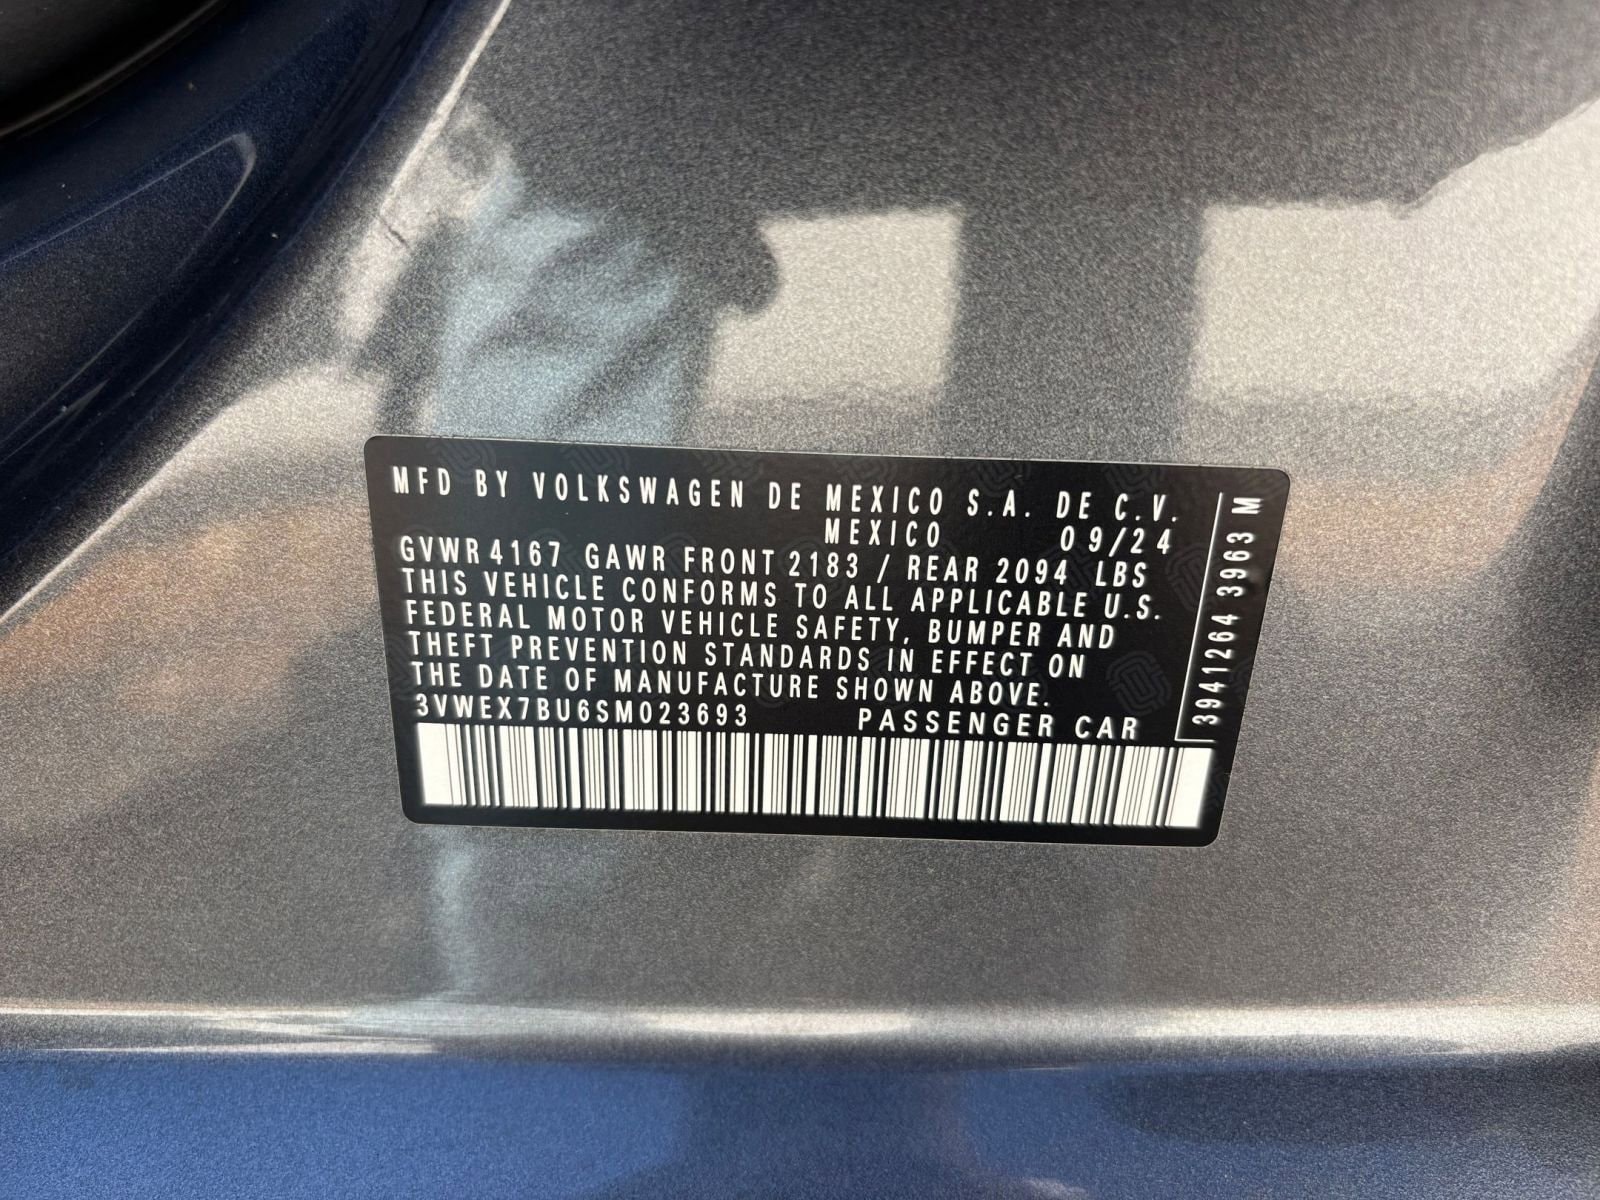 MFD BY VOLKSWAGEN DE MEXICO S.A. DE C.V.
MEXICO 09/24
GVWR 4167 GAWR FRONT 2183 / REAR 2094 LBS
THIS VEHICLE CONFORMS TO ALL APPLICABLE U.S.
FEDERAL MOTOR VEHICLE SAFETY, BUMPER AND
THEFT PREVENTION STANDARDS IN EFFECT ON
THE DATE OF MANUFACTURE SHOWN ABOVE.
3VWEX7BU6SM023693 PASSENGER CAR
3941264 3963 M